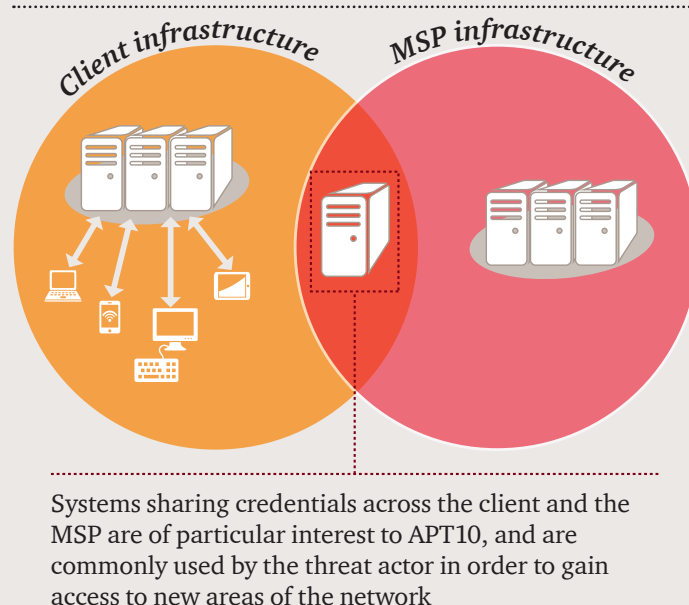 Client infrastructure
MSP infrastructure
Systems sharing credentials across the client and the
MSP are of particular interest to APT10, and are
commonly used by the threat actor in order to gain
access to new areas of the network